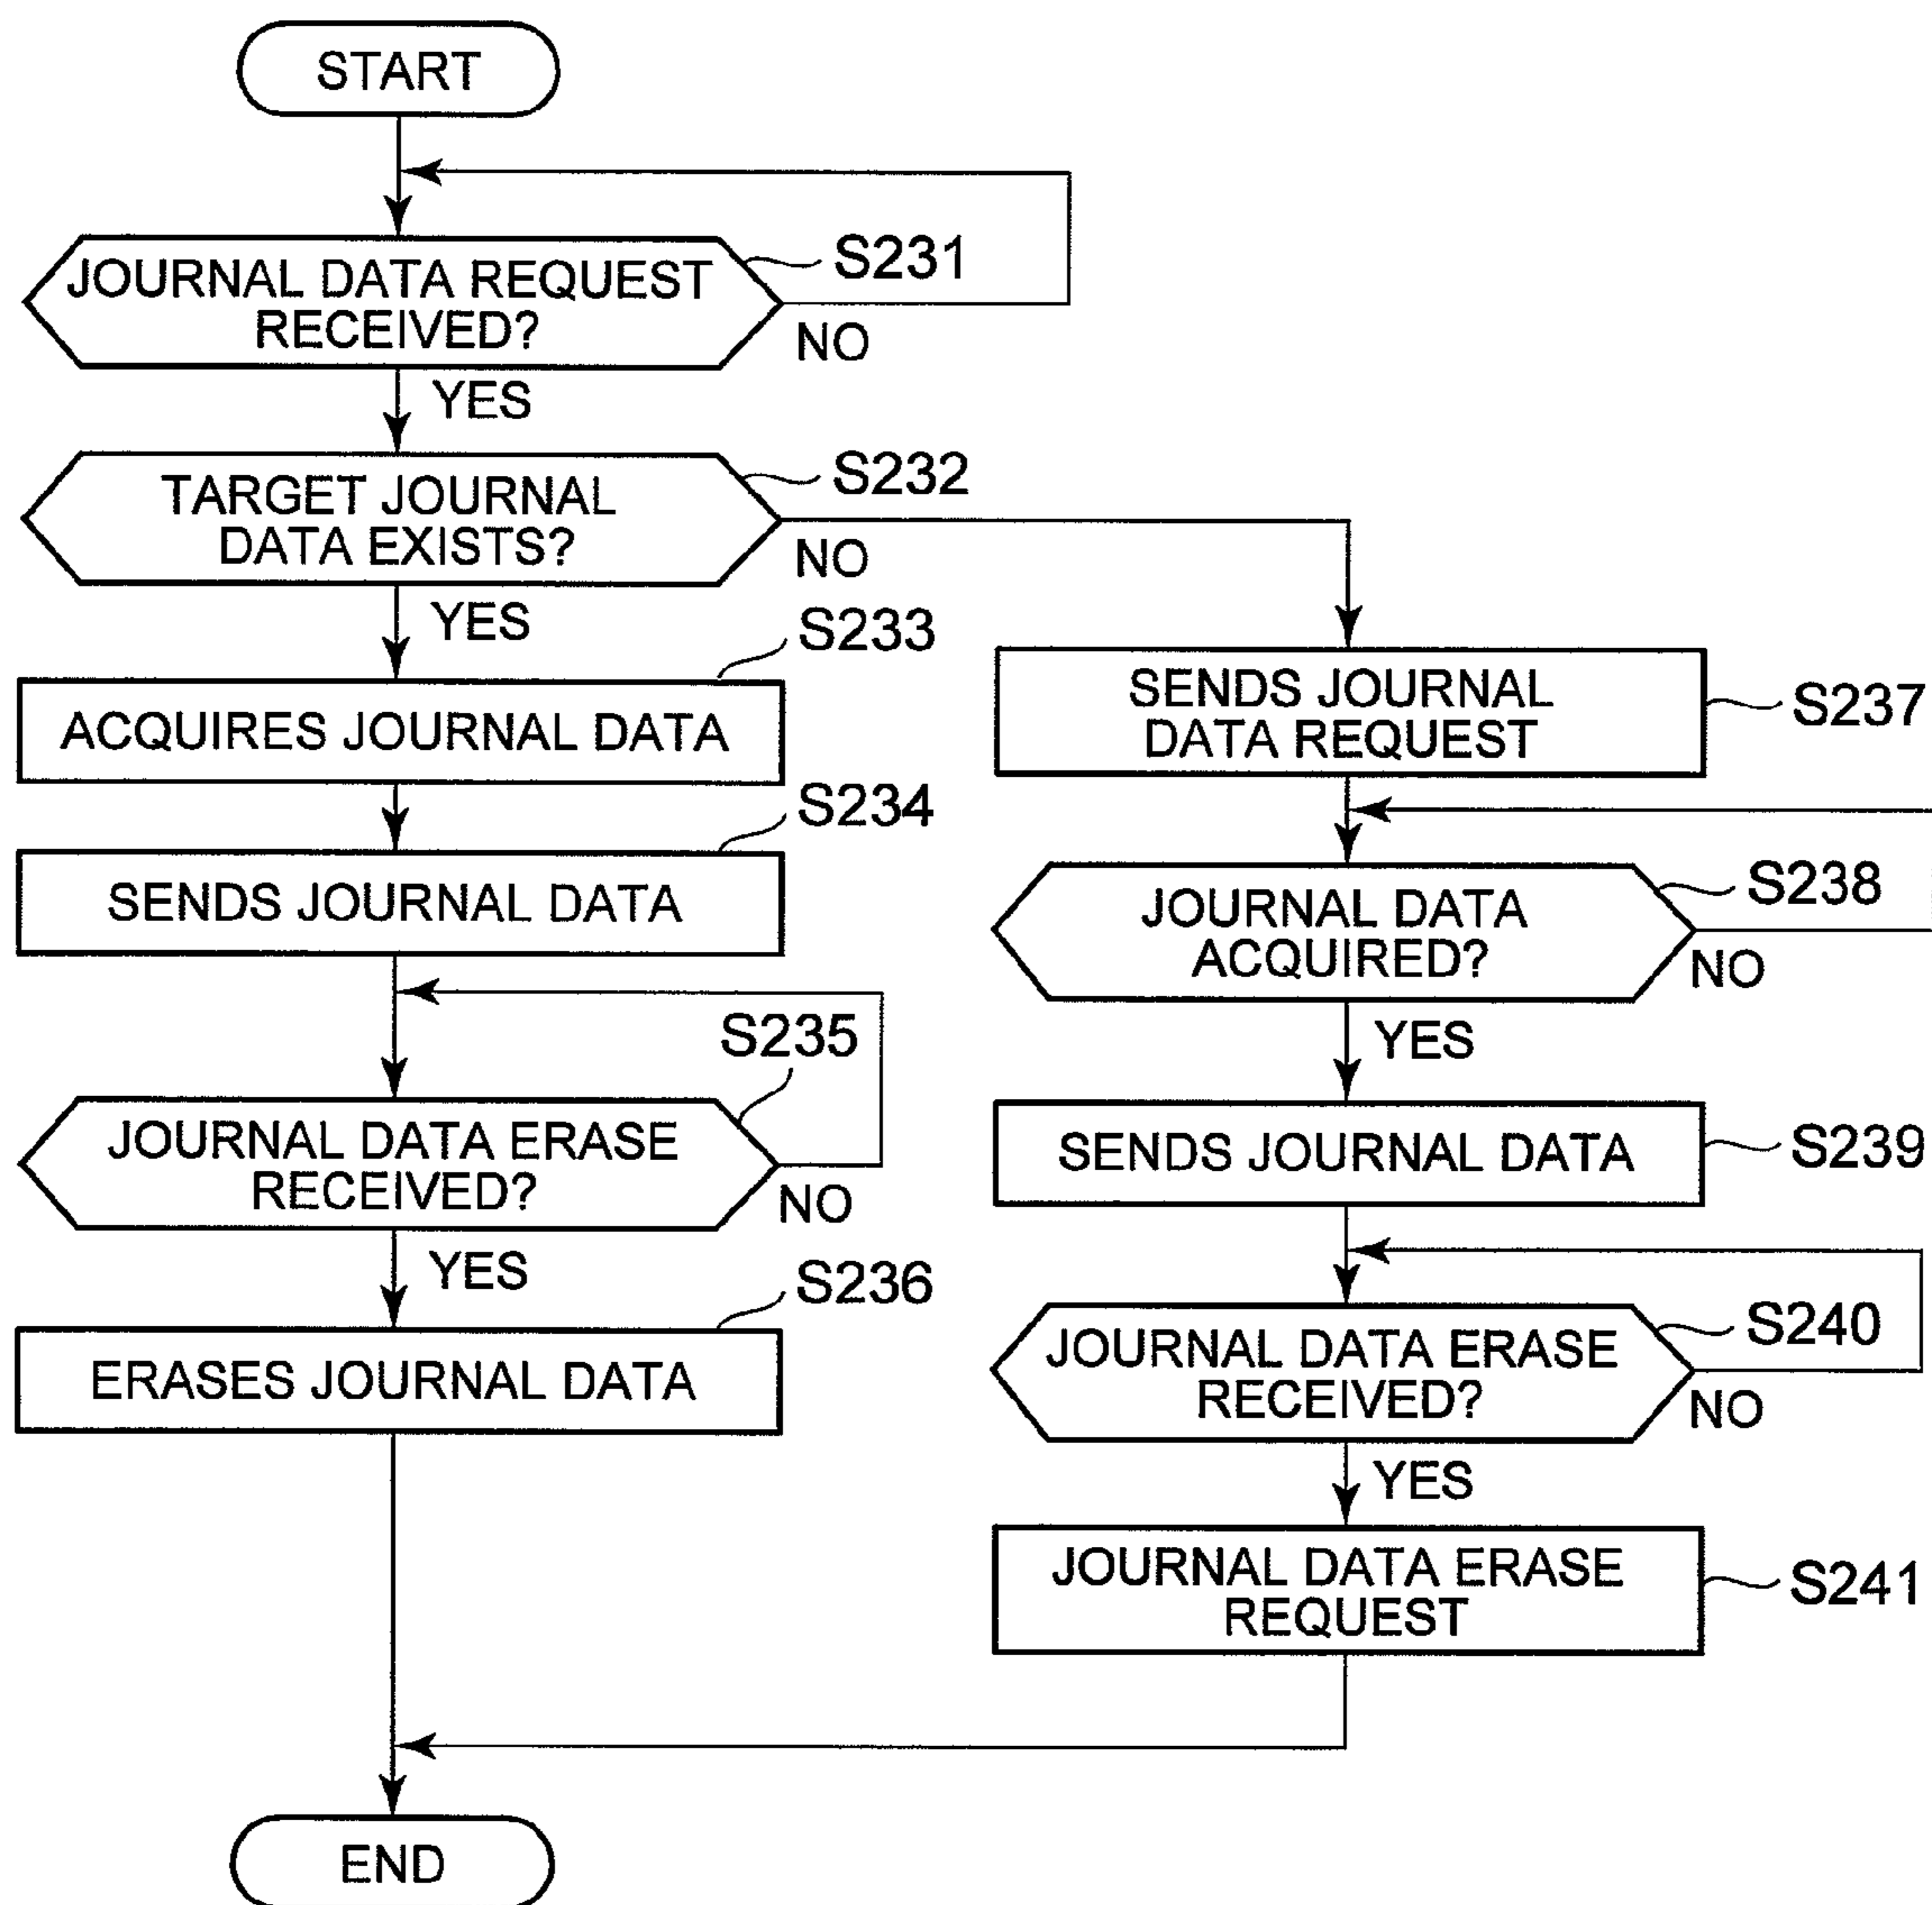 START
JOURNAL DATA REQUEST
RECEIVED?
S231
NO
YES
TARGET JOURNAL
DATA EXISTS?
S232
NO
YES
S233
ACQUIRES JOURNAL DATA
S234
SENDS JOURNAL DATA
S235
JOURNAL DATA ERASE
RECEIVED?
NO
YES
S236
ERASES JOURNAL DATA
SENDS JOURNAL
DATA REQUEST
S237
JOURNAL DATA
ACQUIRED?
S238
NO
YES
SENDS JOURNAL DATA
S239
JOURNAL DATA ERASE
RECEIVED?
S240
NO
YES
JOURNAL DATA ERASE
REQUEST
S241
END